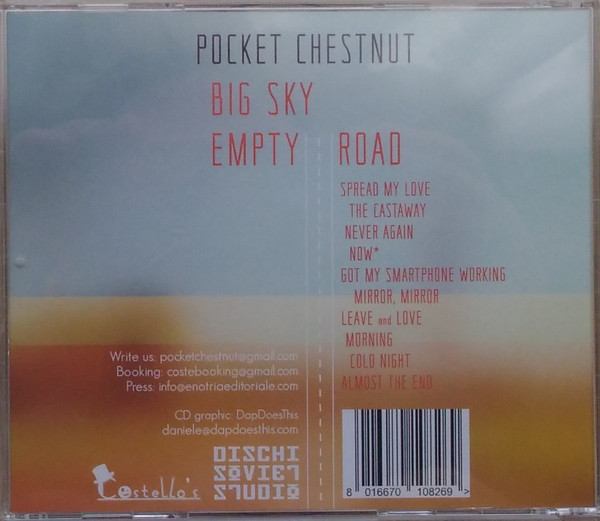 POCKET CHESTNUT
BIG SKY
EMPTY ROAD
SPREAD MY LOVE
THE CASTAWAY
NEVER AGAIN
NOW*
GOT MY SMARTPHONE WORKING
MIRROR, MIRROR
LEAVE and LOVE
MORNING
COLD NIGHT
ALMOST THE END
Write us: pocketchestnut@gmail.com
Booking: costebooking@gmail.com
Press: info@enotriaeditoriale.com
CD graphic: DapDoesThis
daniele@dapdoesthis.com
Costello's
DISCHI
SOVIET
STUDIO
8 016670 108269 >